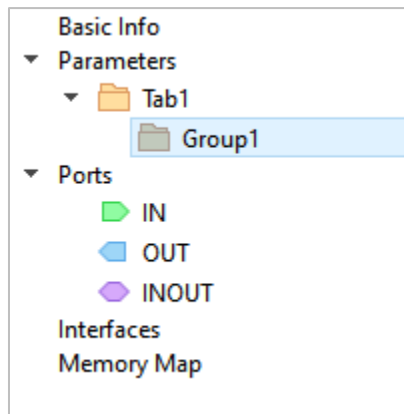 Basic Info
Parameters
Tab1
Group1
Ports
IN
OUT
INOUT
Interfaces
Memory Map